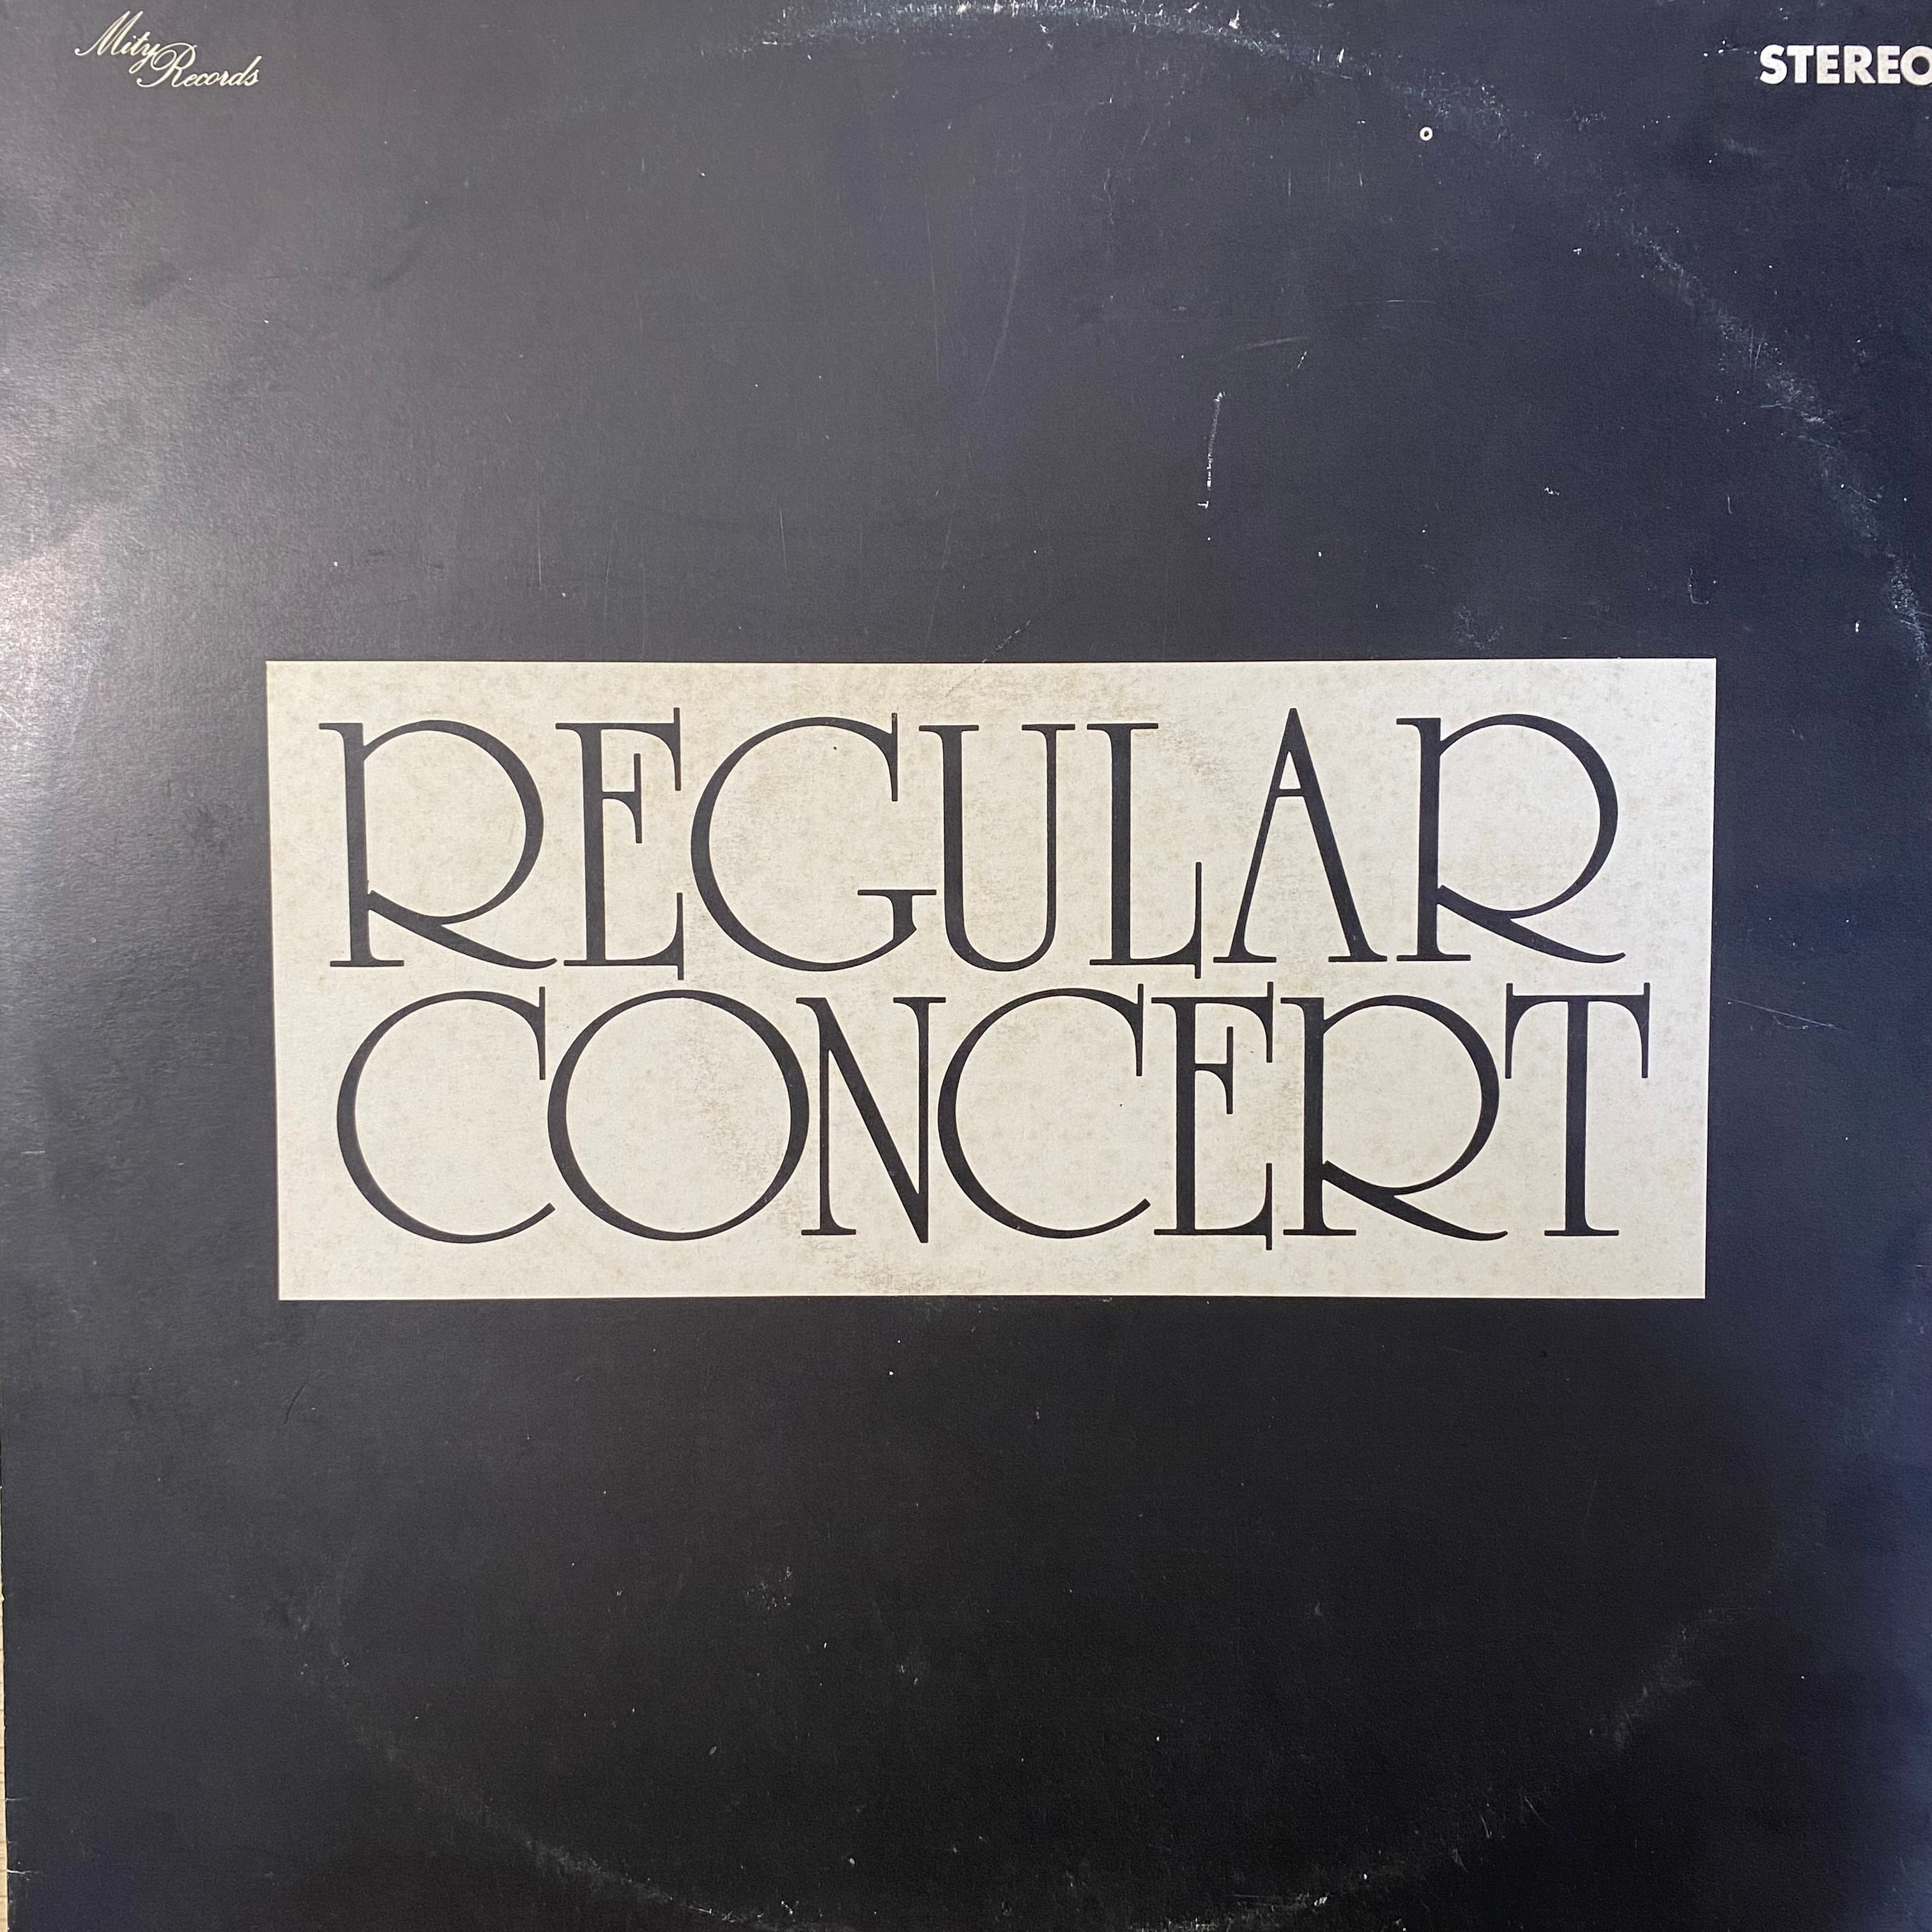 Mity
Records
STEREO
REGULAR
CONCERT